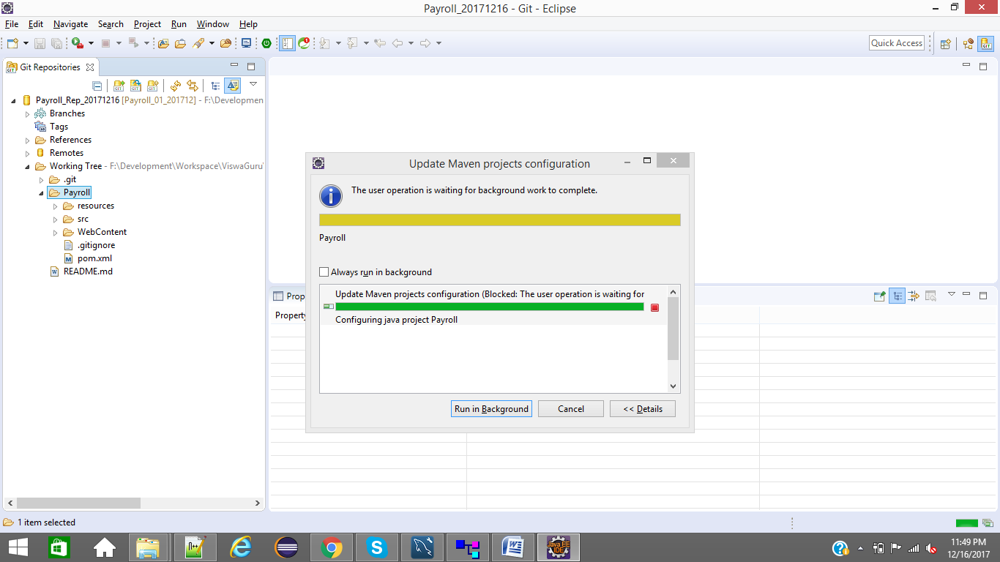 Payroll_20171216 - Git - Eclipse
File Edit Navigate Search Project Run Window Help
Quick Access
Git Repositories
Payroll_Rep_20171216 [Payroll_01_201712] - F:\Developmen
Branches
Tags
References
Remotes
Working Tree - F:\Development\Workspace\ViswaGuru
.git
Payroll
resources
src
WebContent
.gitignore
pom.xml
README.md
Prop
Property
Update Maven projects configuration
The user operation is waiting for background work to complete.
Payroll
Always run in background
Update Maven projects configuration (Blocked: The user operation is waiting for
Configuring java project Payroll
Run in Background Cancel << Details
1 item selected
Java EE
IDE
11:49 PM
12/16/2017